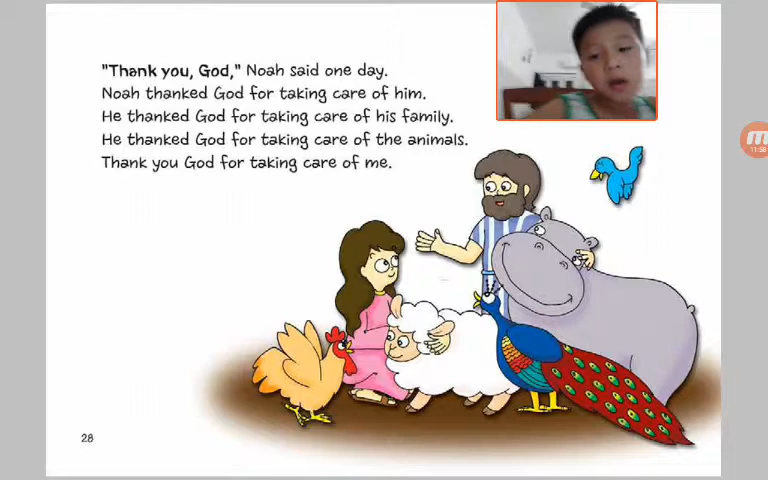 "Thank you, God," Noah said one day.
Noah thanked God for taking care of him.
He thanked God for taking care of his family.
He thanked God for taking care of the animals.
Thank you God for taking care of me.
28
11:58